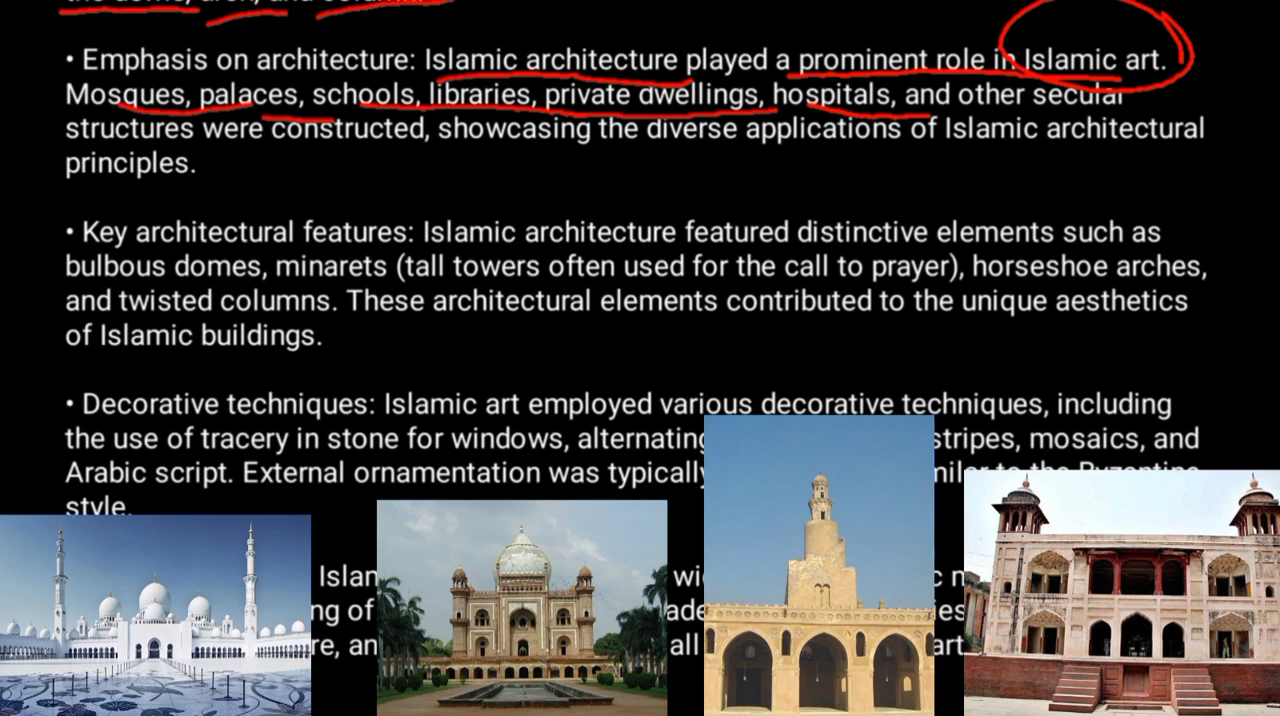 • Emphasis on architecture: Islamic architecture played a prominent role in Islamic art.
Mosques, palaces, schools, libraries, private dwellings, hospitals, and other secular
structures were constructed, showcasing the diverse applications of Islamic architectural
principles.
• Key architectural features: Islamic architecture featured distinctive elements such as
bulbous domes, minarets (tall towers often used for the call to prayer), horseshoe arches,
and twisted columns. These architectural elements contributed to the unique aesthetics
of Islamic buildings.
• Decorative techniques: Islamic art employed various decorative techniques, including
the use of tracery in stone for windows, alternating stripes, mosaics, and
Arabic script. External ornamentation was typically to the Byzantine
style.
of
all